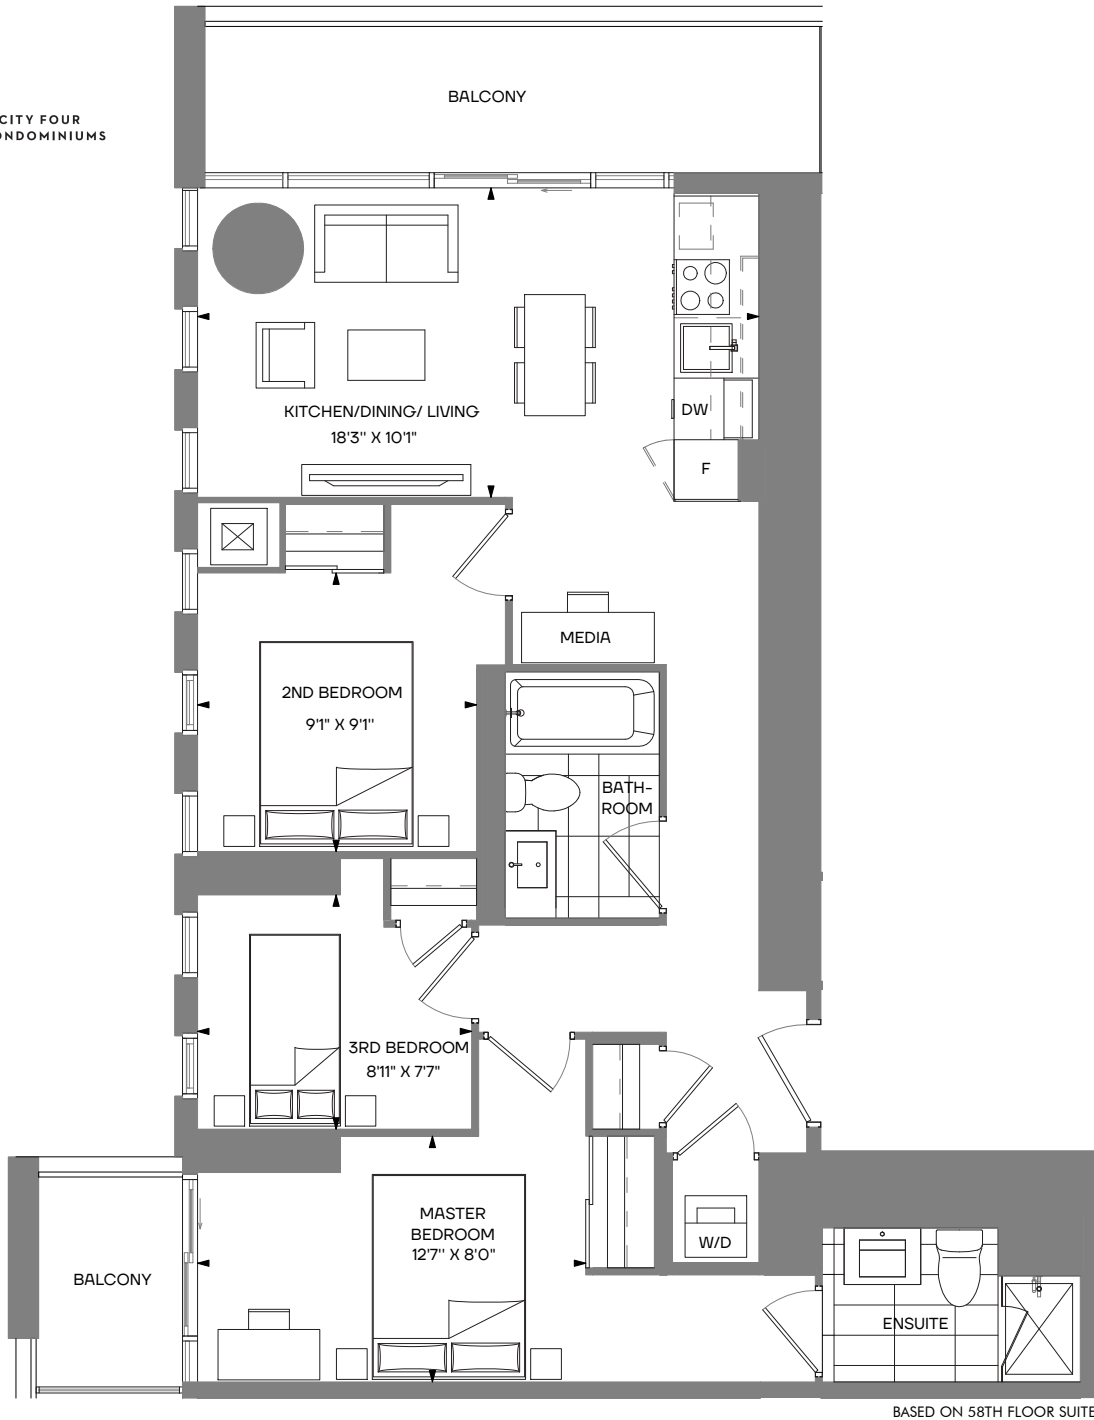 CITY FOUR
ONDOMINIUMS
BALCONY
KITCHEN/DINING/ LIVING
18'3" X 10'1"
DW
F
MEDIA
2ND BEDROOM
9'1" X 9'1"
BATH-
ROOM
3RD BEDROOM
8'11" X 7'7"
MASTER
BEDROOM
12'7" X 8'0"
W/D
BALCONY
ENSUITE
BASED ON 58TH FLOOR SUITE